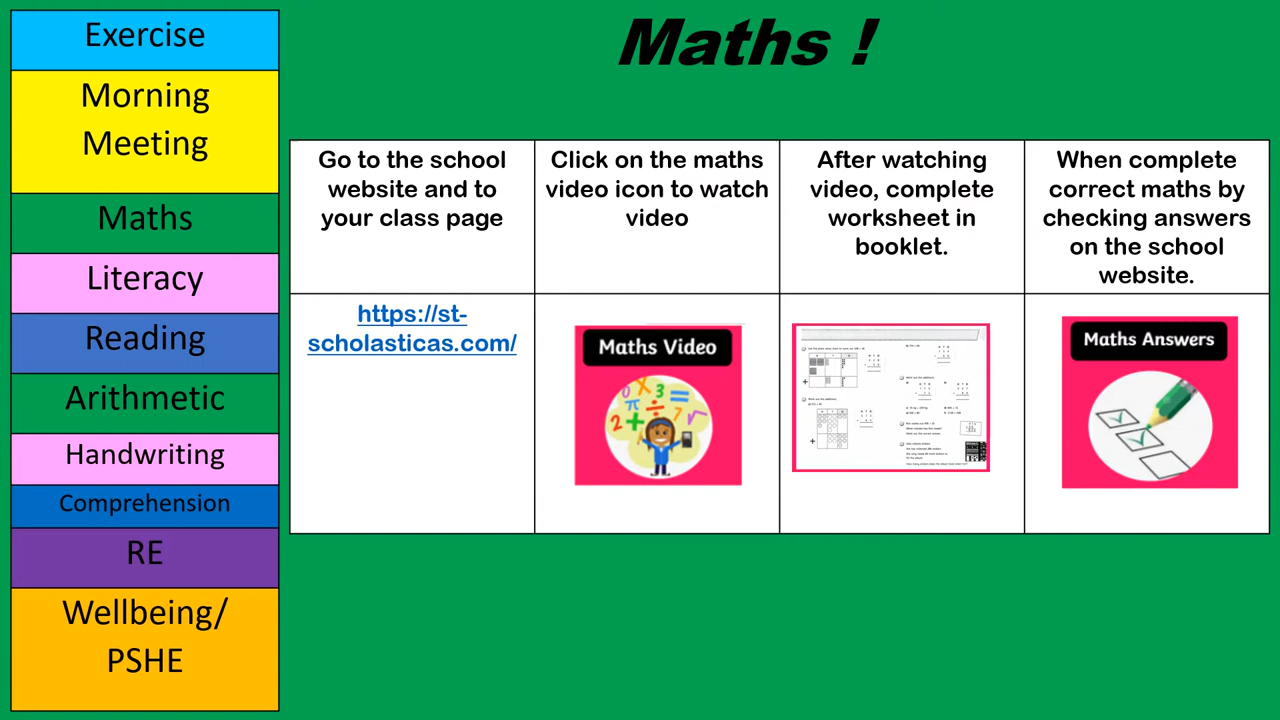 Exercise
Morning
Meeting
Maths
Literacy
Reading
Arithmetic
Handwriting
Comprehension
RE
Wellbeing/
PSHE
Maths !
Go to the school
website and to
your class page
Click on the maths
video icon to watch
video
After watching
video, complete
worksheet in
booklet.
When complete
correct maths by
checking answers
on the school
website.
https://st-
scholasticas.com/
Maths Video
Maths Answers